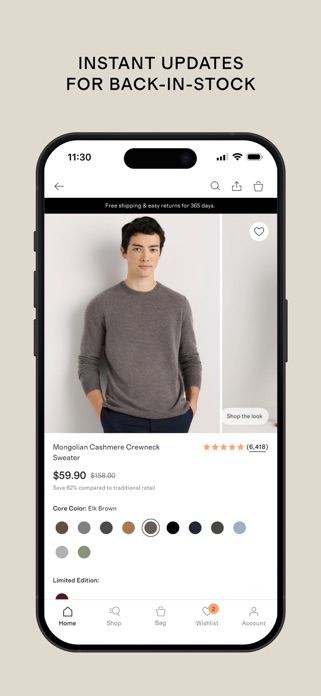 INSTANT UPDATES
FOR BACK-IN-STOCK
11:30
Free shipping & easy returns for 365 days.
Shop the look
Mongolian Cashmere Crewneck
Sweater
(6,418)
$59.90 $158.00
Save 62% compared to traditional retail
Core Color: Elk Brown
Limited Edition:
2
Home Shop Bag Wishlist Account